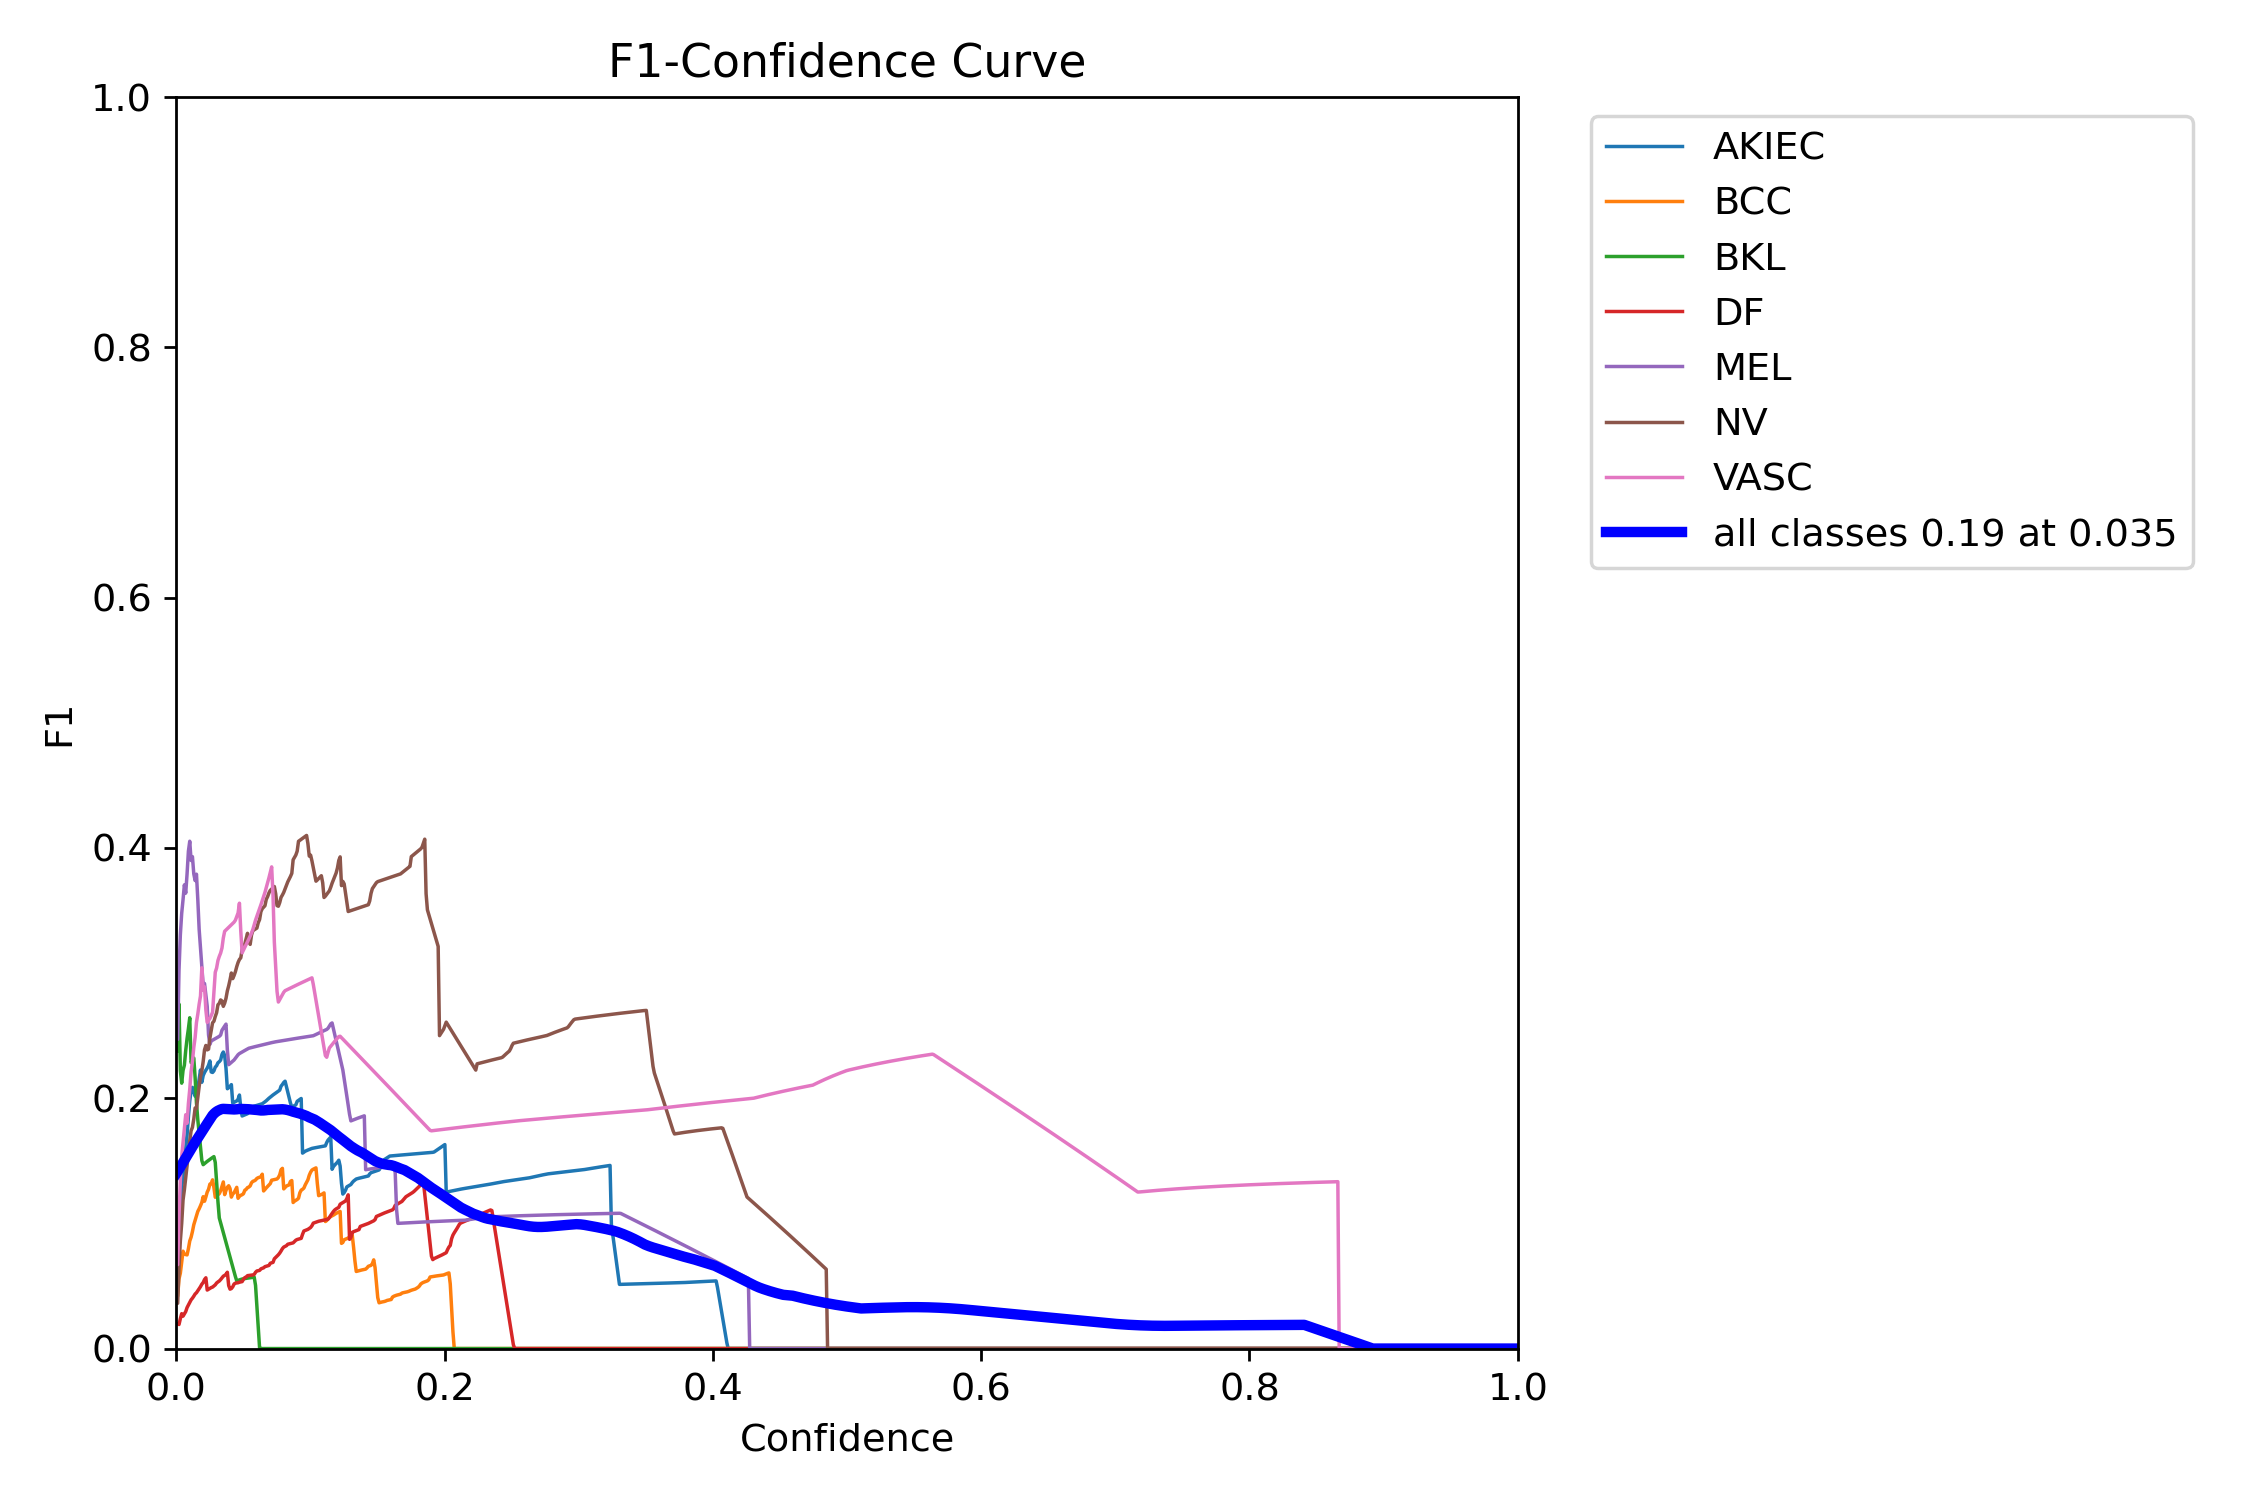 F1-Confidence Curve
1.0
0.8
0.6
0.4
0.2
0.0
F1
0.0 0.2 0.4 0.6 0.8 1.0
Confidence
AKIEC
BCC
BKL
DF
MEL
NV
VASC
all classes 0.19 at 0.035